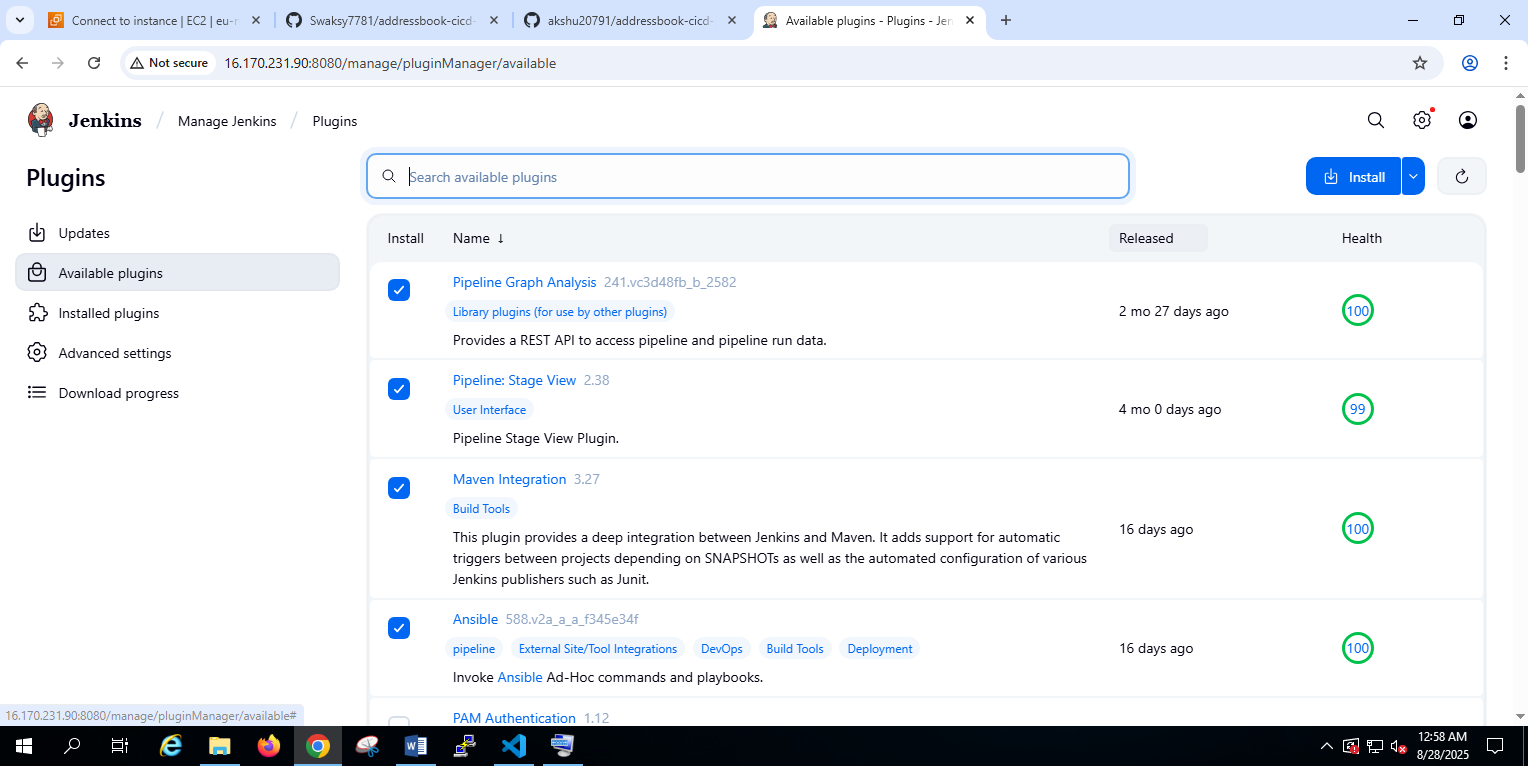 Connect to instance | EC2 | eu-n
Swaksy7781/addressbook-cicd-
akshu20791/addressbook-cicd-
Available plugins - Plugins - Jen
Not secure
16.170.231.90:8080/manage/pluginManager/available
Jenkins / Manage Jenkins / Plugins
Plugins
Search available plugins
Install
Updates
Available plugins
Installed plugins
Advanced settings
Download progress
Install Name ↓ Released Health
Pipeline Graph Analysis 241.vc3d48fb_b_2582
Library plugins (for use by other plugins)
Provides a REST API to access pipeline and pipeline run data.
2 mo 27 days ago
100
Pipeline: Stage View 2.38
User Interface
Pipeline Stage View Plugin.
4 mo 0 days ago
99
Maven Integration 3.27
Build Tools
This plugin provides a deep integration between Jenkins and Maven. It adds support for automatic
triggers between projects depending on SNAPSHOTs as well as the automated configuration of various
Jenkins publishers such as Junit.
16 days ago
100
Ansible 588.v2a_a_a_f345e34f
pipeline External Site/Tool Integrations DevOps Build Tools Deployment
Invoke Ansible Ad-Hoc commands and playbooks.
16 days ago
100
PAM Authentication 1.12
16.170.231.90:8080/manage/pluginManager/available#
12:58 AM
8/28/2025